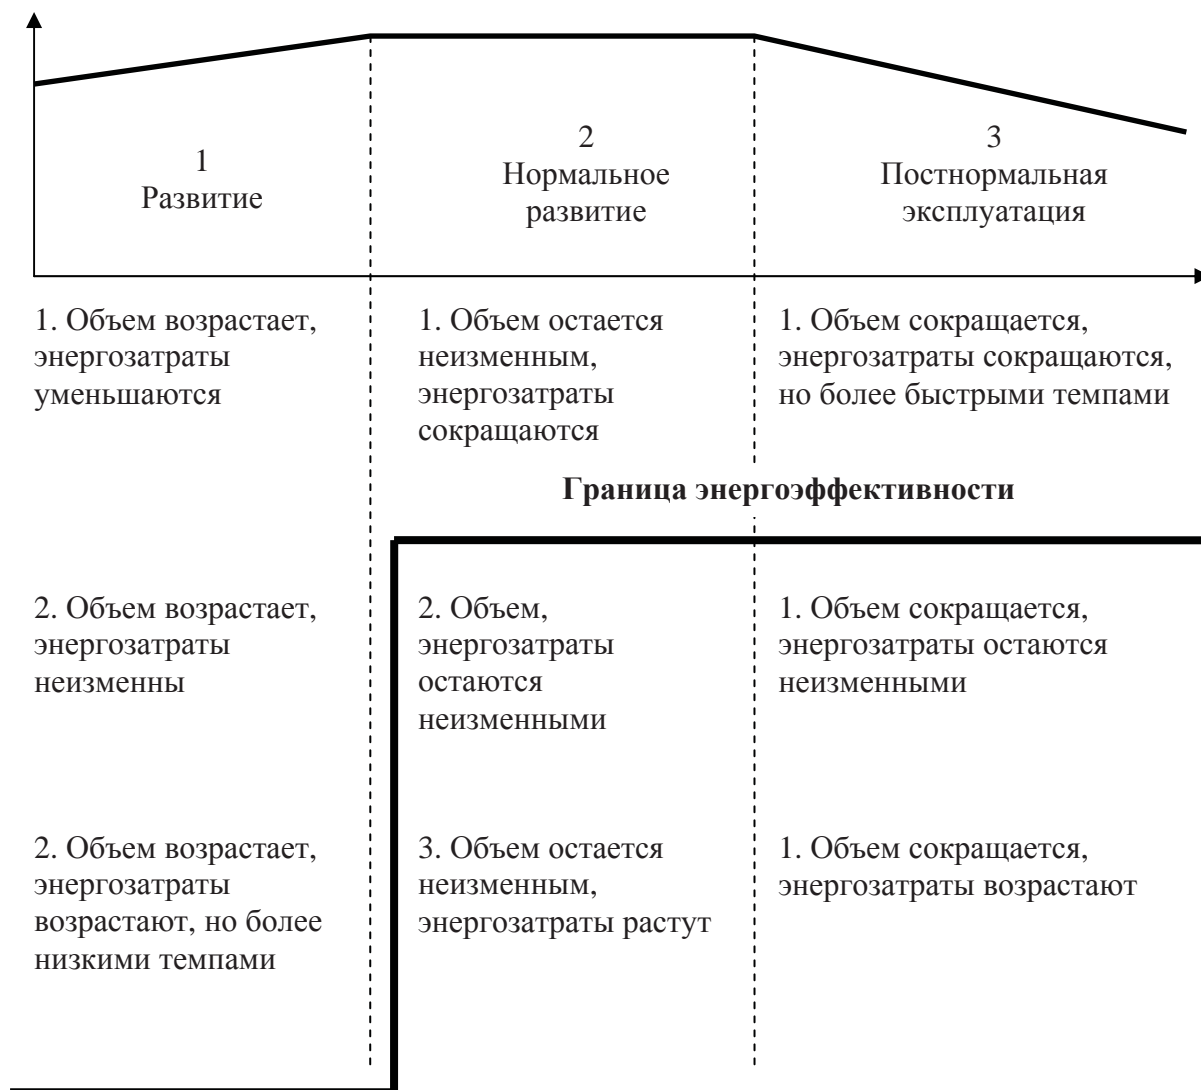 1
Развитие
2
Нормальное
развитие
3
Постнормальная
эксплуатация
1. Объем возрастает,
энергозатраты
уменьшаются
1. Объем остается
неизменным,
энергозатраты
сокращаются
1. Объем сокращается,
энергозатраты сокращаются,
но более быстрыми темпами
Граница энергоэффективности
2. Объем возрастает,
энергозатраты
неизменны
2. Объем,
энергозатраты
остаются
неизменными
1. Объем сокращается,
энергозатраты остаются
неизменными
2. Объем возрастает,
энергозатраты
возрастают, но более
низкими темпами
3. Объем остается
неизменным,
энергозатраты растут
1. Объем сокращается,
энергозатраты возрастают